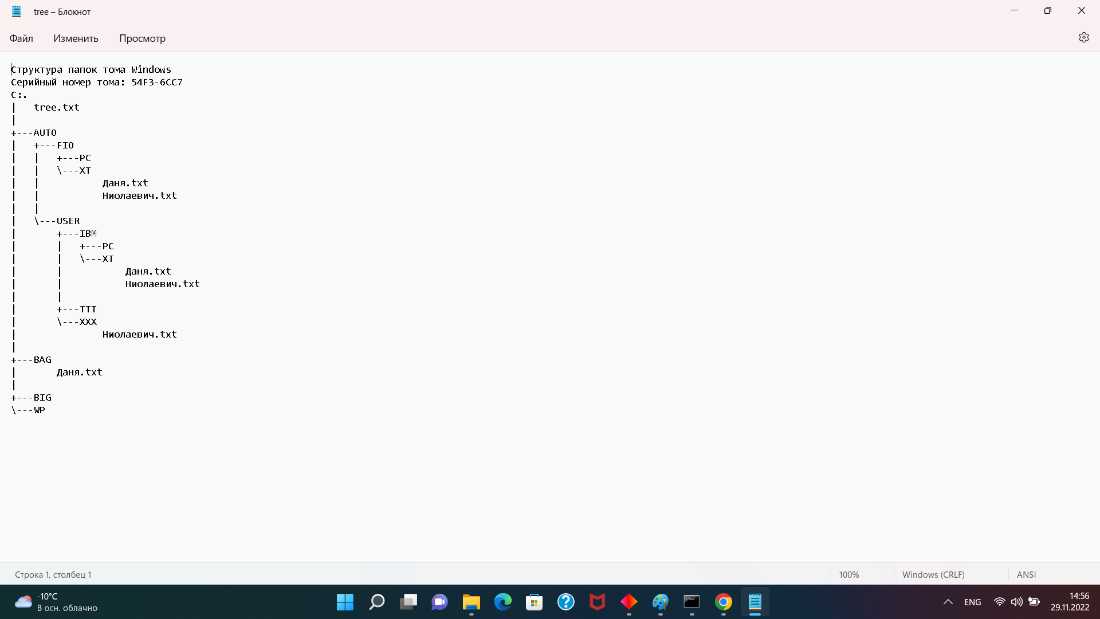 tree – Блокнот
Файл Изменить Просмотр
Структура папок тома Windows
Серийный номер тома: 54F3-6CC7
C:.
|   tree.txt
|
+---AUTO
|   +---FIO
|   |   +---PC
|   |   \---XT
|   |           Даня.txt
|   |           Ниолаевич.txt
|   |
|   \---USER
|       +---IBM
|       |   +---PC
|       |   \---XT
|       |           Даня.txt
|       |           Ниолаевич.txt
|       |
|       +---TTT
|       \---XXX
|               Ниолаевич.txt
|
+---BAG
|       Даня.txt
|
+---BIG
\---WP
Строка 1, столбец 1 100% Windows (CRLF) ANSI
-10°C
В осн. облачно
ENG
14:56
29.11.2022